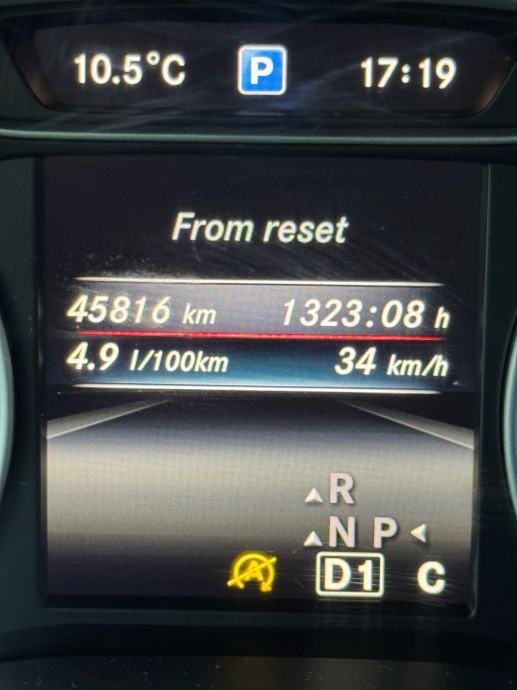 10.5°C P 17:19
From reset
45816 km 1323:08 h
4.9 l/100km 34 km/h
R
N P
A D1 C